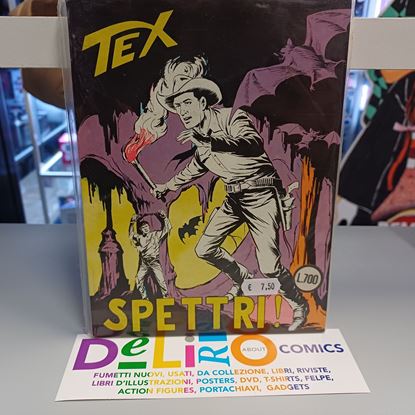 TEX
€ 7,50
L.700
SPETTRI!
DeLiRIO ABOUT COMICS
FUMETTI NUOVI, USATI, DA COLLEZIONE, LIBRI, RIVISTE,
LIBRI D'ILLUSTRAZIONI, POSTERS, DVD, T-SHIRTS, FELPE,
ACTION FIGURES, PORTACHIAVI, GADGETS